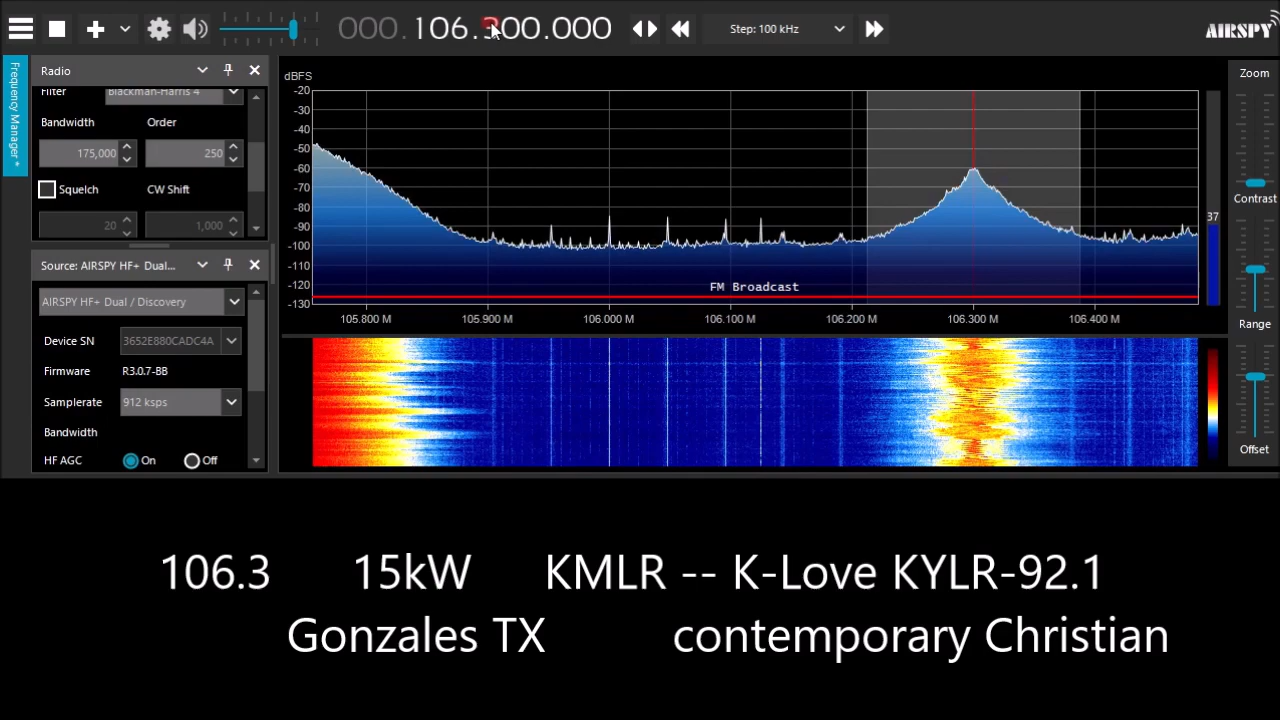 000.106.300.000
Step: 100 kHz
AIRSPY
Frequency Manager *
Radio
Filter Blackman-Harris 4
Bandwidth Order
175,000 250
Squelch CW Shift
20 1,000
Source: AIRSPY HF+ Dual...
AIRSPY HF+ Dual / Discovery
Device SN 3652E880CADC4A
Firmware R3.0.7-BB
Samplerate 912 ksps
Bandwidth
HF AGC On Off
dBFS
-20
-30
-40
-50
-60
-70
-80
-90
-100
-110
-120
-130
FM Broadcast
105.800 M 105.900 M 106.000 M 106.100 M 106.200 M 106.300 M 106.400 M
37
Zoom
Contrast
Range
Offset
106.3 15kW KMLR -- K-Love KYLR-92.1
Gonzales TX contemporary Christian